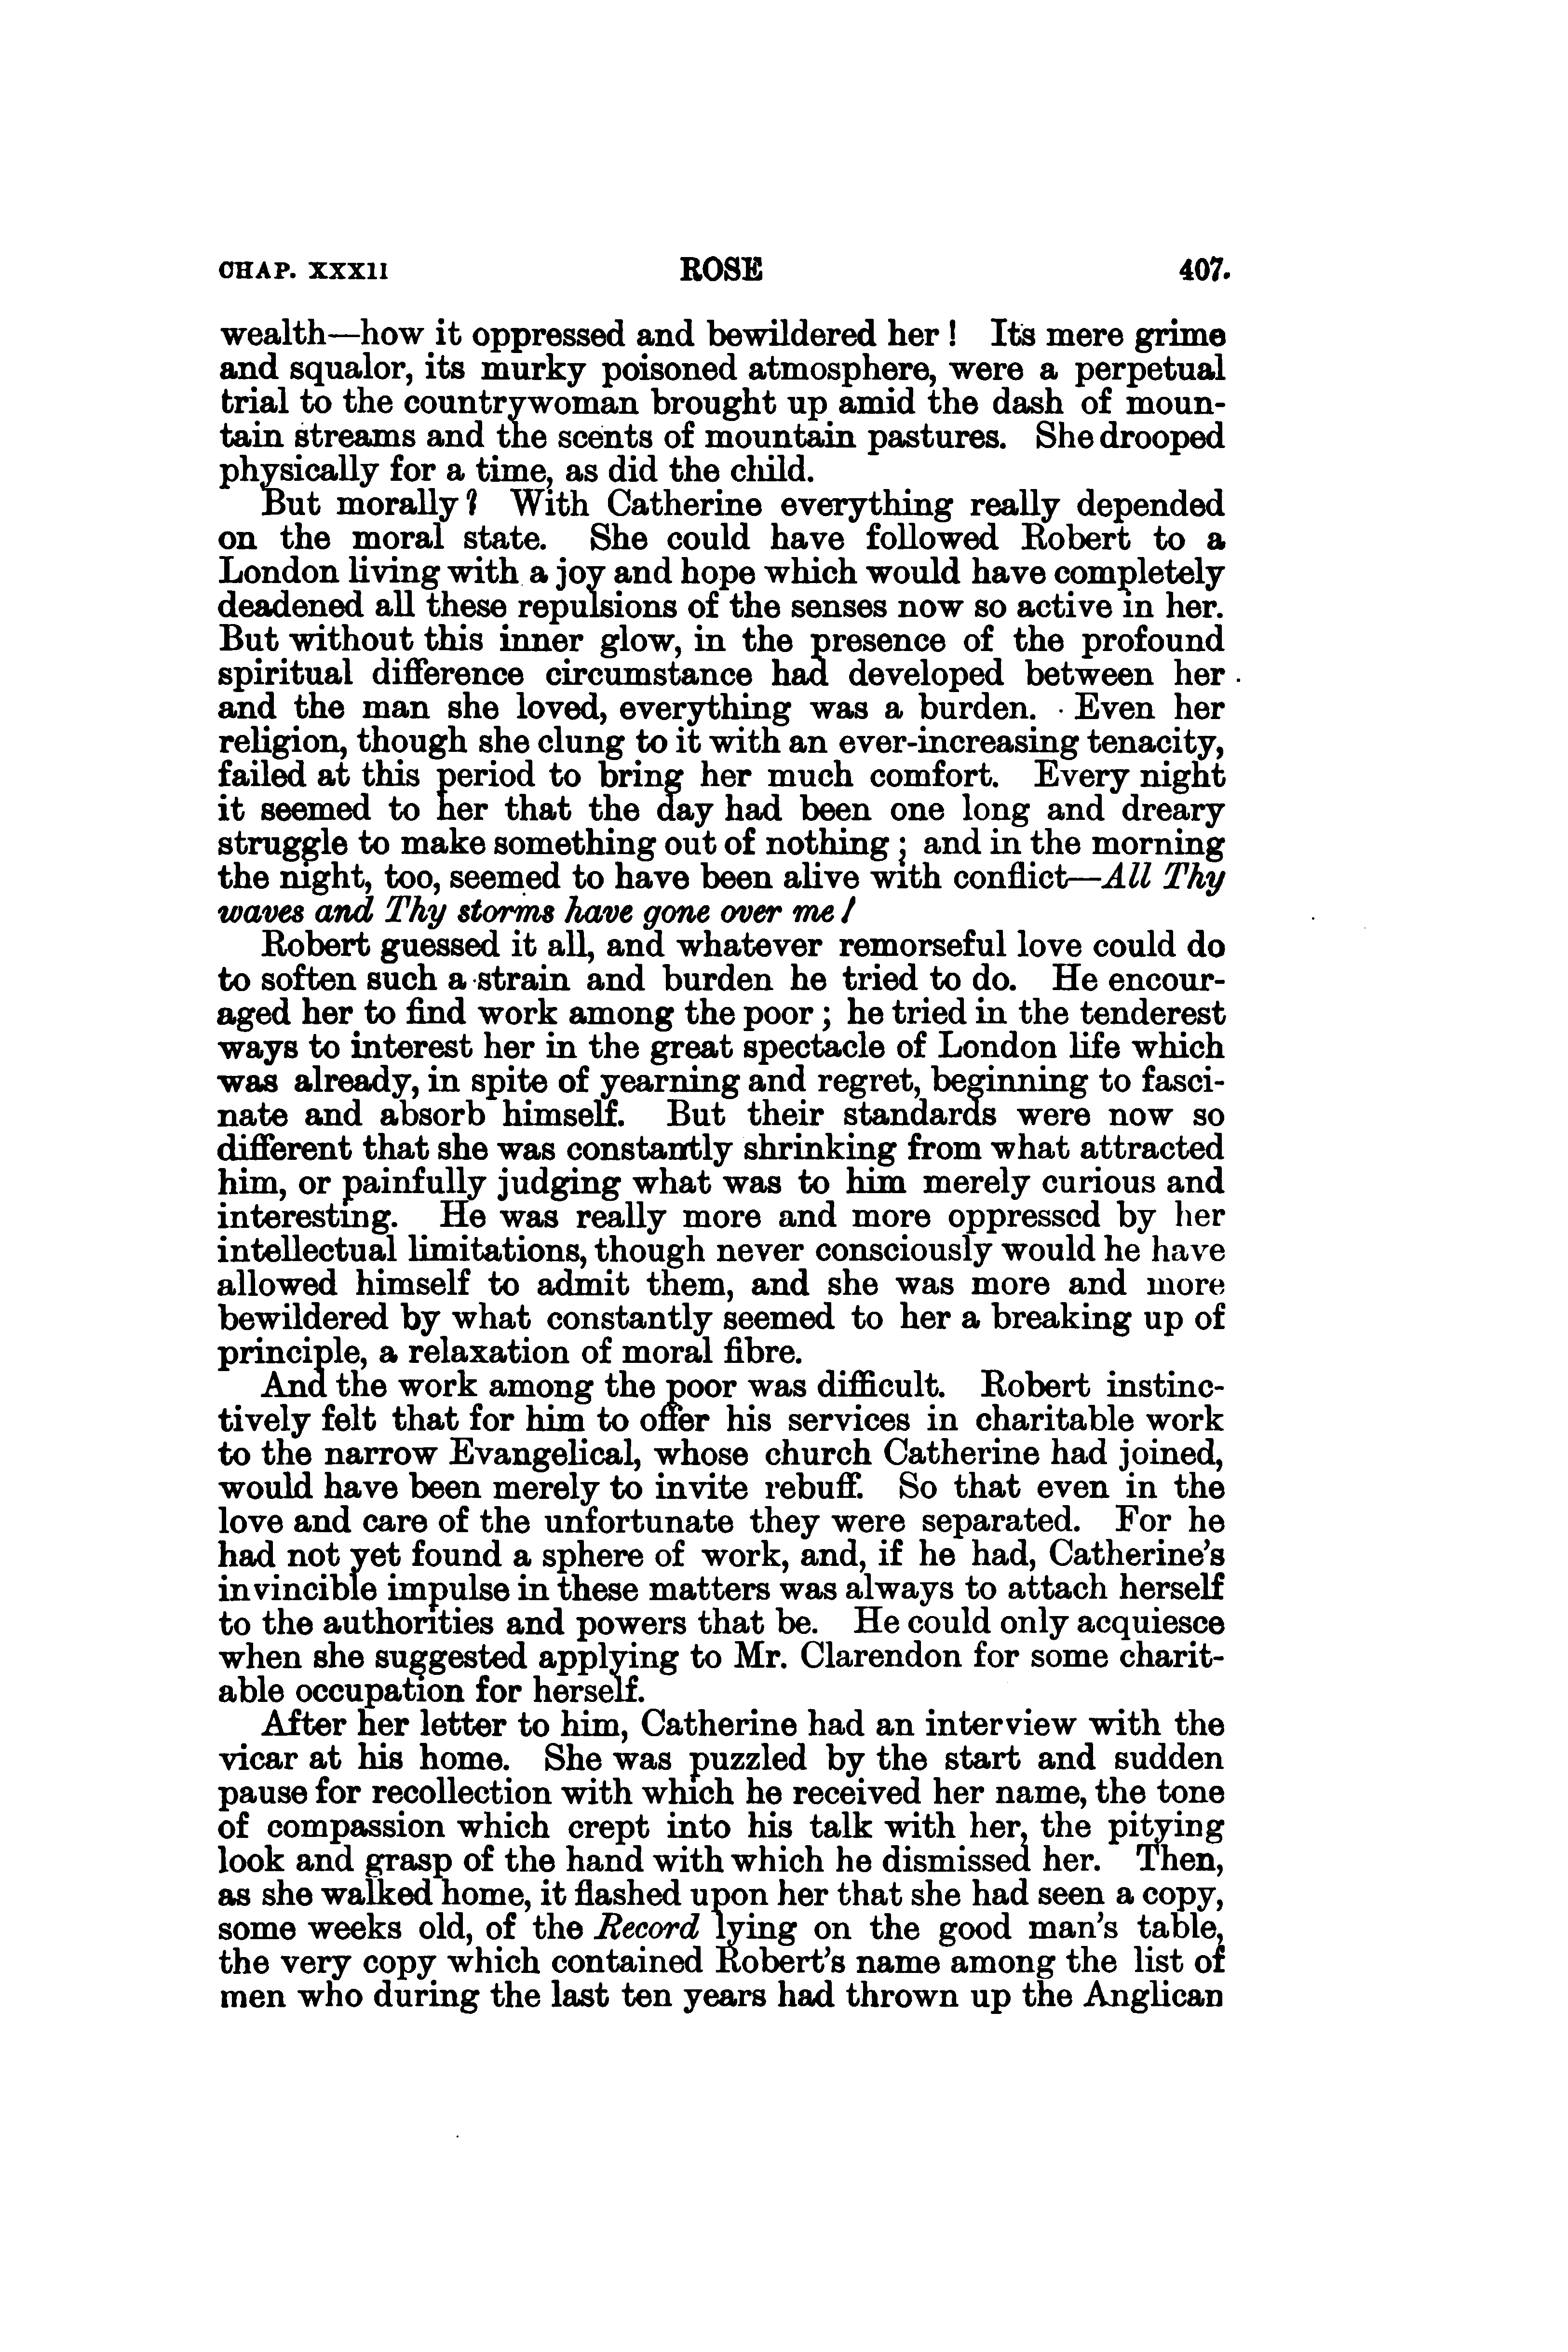 CHAP. XXXII ROSE 407
wealth—how it oppressed and bewildered her! Its mere grime
and squalor, its murky poisoned atmosphere, were a perpetual
trial to the countrywoman brought up amid the dash of moun-
tain streams and the scents of mountain pastures. She drooped
physically for a time, as did the child.
But morally? With Catherine everything really depended
on the moral state. She could have followed Robert to a
London living with a joy and hope which would have completely
deadened all these repulsions of the senses now so active in her.
But without this inner glow, in the presence of the profound
spiritual difference circumstance had developed between her
and the man she loved, everything was a burden. Even her
religion, though she clung to it with an ever-increasing tenacity,
failed at this period to bring her much comfort. Every night
it seemed to her that the day had been one long and dreary
struggle to make something out of nothing; and in the morning
the night, too, seemed to have been alive with conflict—All Thy
waves and Thy storms have gone over me!
Robert guessed it all, and whatever remorseful love could do
to soften such a strain and burden he tried to do. He encour-
aged her to find work among the poor; he tried in the tenderest
ways to interest her in the great spectacle of London life which
was already, in spite of yearning and regret, beginning to fasci-
nate and absorb himself. But their standards were now so
different that she was constantly shrinking from what attracted
him, or painfully judging what was to him merely curious and
interesting. He was really more and more oppressed by her
intellectual limitations, though never consciously would he have
allowed himself to admit them, and she was more and more
bewildered by what constantly seemed to her a breaking up of
principle, a relaxation of moral fibre.
And the work among the poor was difficult. Robert instinc-
tively felt that for him to offer his services in charitable work
to the narrow Evangelical, whose church Catherine had joined,
would have been merely to invite rebuff. So that even in the
love and care of the unfortunate they were separated. For he
had not yet found a sphere of work, and, if he had, Catherine's
invincible impulse in these matters was always to attach herself
to the authorities and powers that be. He could only acquiesce
when she suggested applying to Mr. Clarendon for some charit-
able occupation for herself.
After her letter to him, Catherine had an interview with the
vicar at his home. She was puzzled by the start and sudden
pause for recollection with which he received her name, the tone
of compassion which crept into his talk with her, the pitying
look and grasp of the hand with which he dismissed her. Then,
as she walked home, it flashed upon her that she had seen a copy,
some weeks old, of the Record lying on the good man's table,
the very copy which contained Robert's name among the list of
men who during the last ten years had thrown up the Anglican